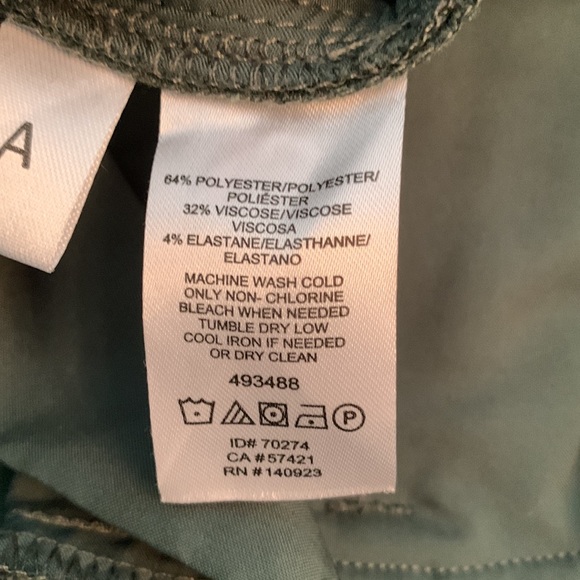 A
64% POLYESTER/POLYESTER/
POLIÉSTER
32% VISCOSE/VISCOSE
VISCOSA
4% ELASTANE/ELASTHANNE/
ELASTANO
MACHINE WASH COLD
ONLY NON- CHLORINE
BLEACH WHEN NEEDED
TUMBLE DRY LOW
COOL IRON IF NEEDED
OR DRY CLEAN
493488
P
ID# 70274
CA # 57421
RN # 140923